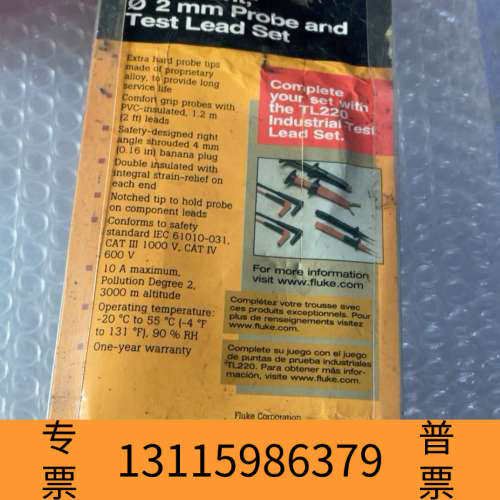 Ø 2 mm Probe and
Test Lead Set
Extra hard probe tips
made of proprietary
alloy, to provide long
service life
Comfort grip probes with
PVC-insulated, 1.2 m
(2 ft) leads
Safety-designed right
angle shrouded 4 mm
(0.16 in) banana plug
Double insulated with
integral strain-relief on
each end
Notched tip to hold probe
on component leads
Conforms to safety
standard IEC 61010-031,
CAT III 1000 V, CAT IV
600 V
10 A maximum,
Pollution Degree 2,
3000 m altitude
Operating temperature:
-20 °C to 55 °C (-4 °F
to 131 °F), 90 % RH
One-year warranty
Complete
your set with
the TL220
Industrial Test
Lead Set.
For more information
visit www.fluke.com
Complétez votre trousse avec
ces produits exceptionnels. Pour
plus de renseignements visitez
www.fluke.com.
Complete su juego con el juego
de puntas de prueba industriales
TL220. Para obtener más infor-
mación, visite www.fluke.com.
Fluke Corporation
专票
13115986379
普票